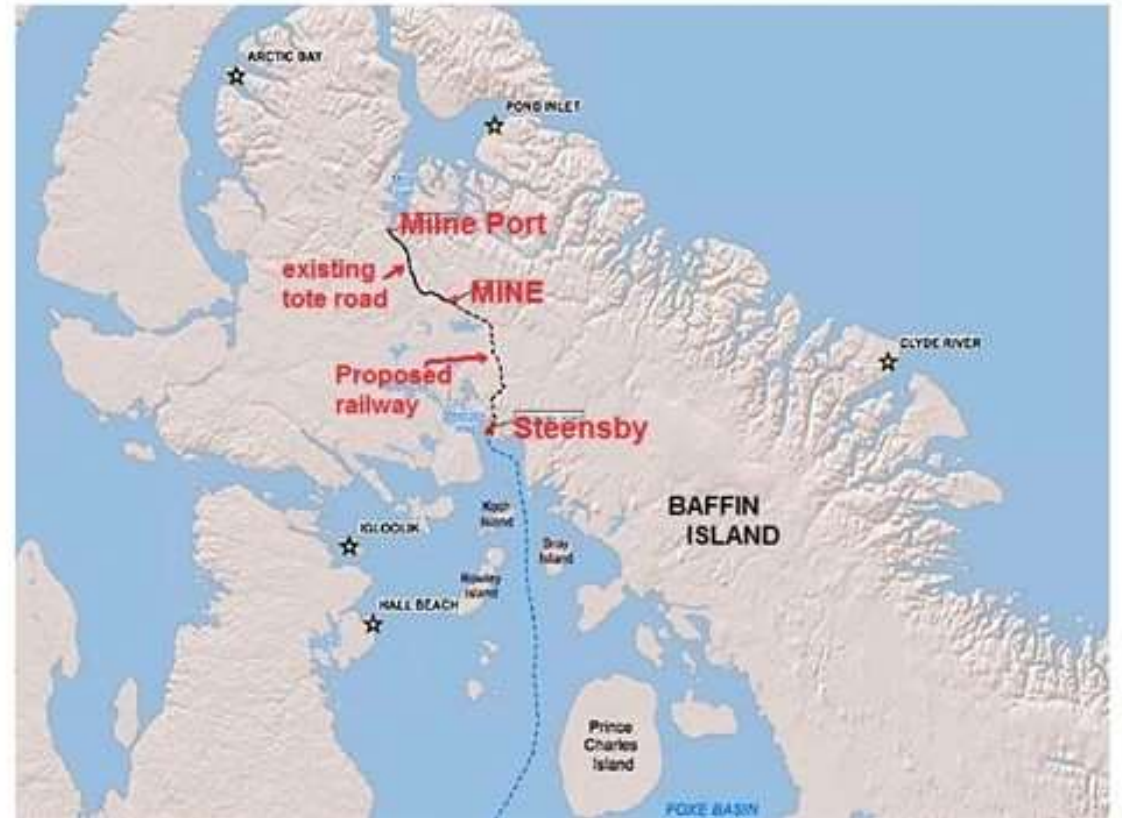 ARCTIC BAY
POND INLET
Milne Port
existing
tote road
MINE
CLYDE RIVER
Proposed
railway
Steensby
BAFFIN
ISLAND
Koch
Island
IGLOOLIK
Bray
Island
Rowley
Island
HALL BEACH
Prince
Charles
Island
FOXE BASIN